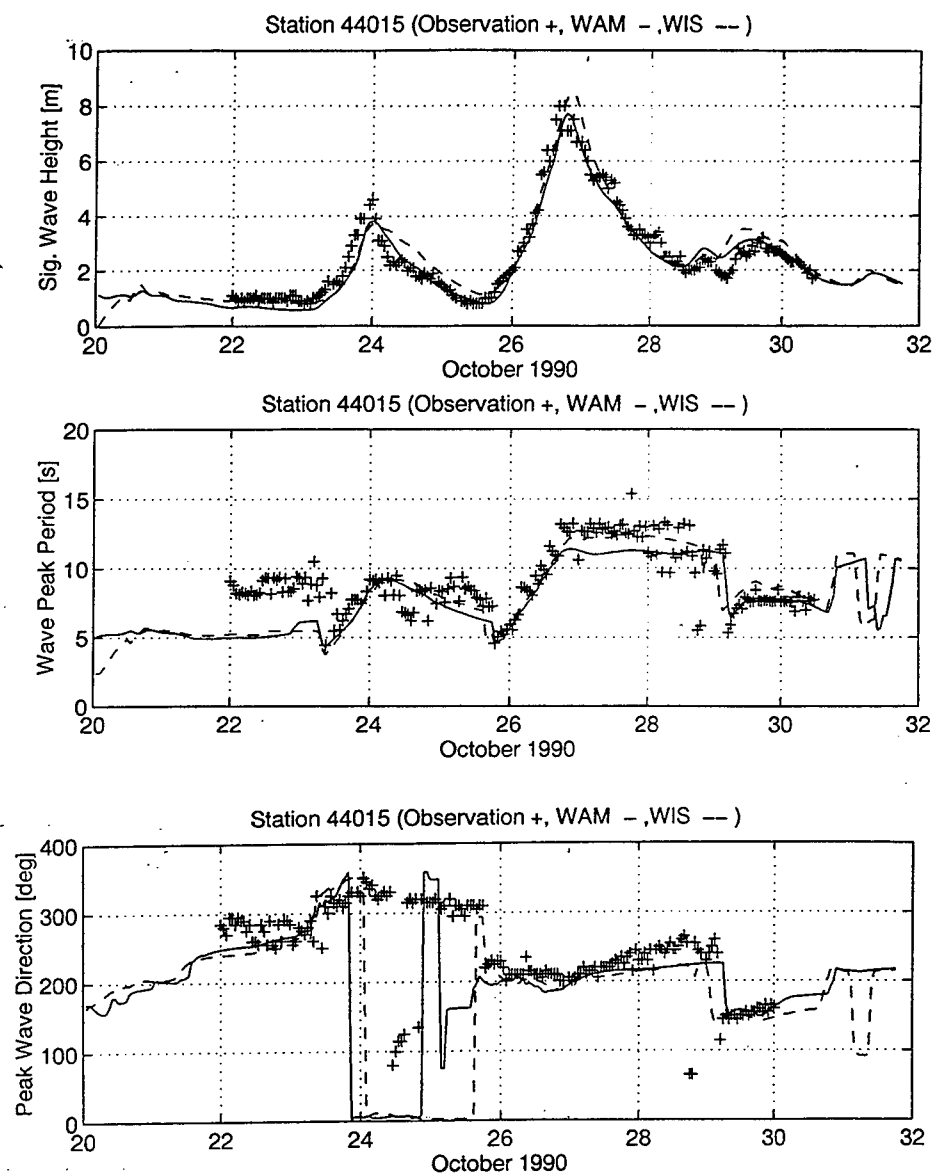 Station 44015 (Observation +, WAM - ,WIS -- )
Sig. Wave Height [m]
10
8
6
4
2
0
20 22 24 26 28 30 32
October 1990
Station 44015 (Observation +, WAM - ,WIS -- )
Wave Peak Period [s]
20
15
10
5
0
20 22 24 26 28 30 32
October 1990
Station 44015 (Observation +, WAM - ,WIS -- )
Peak Wave Direction [deg]
400
300
200
100
0
20 22 24 26 28 30 32
October 1990